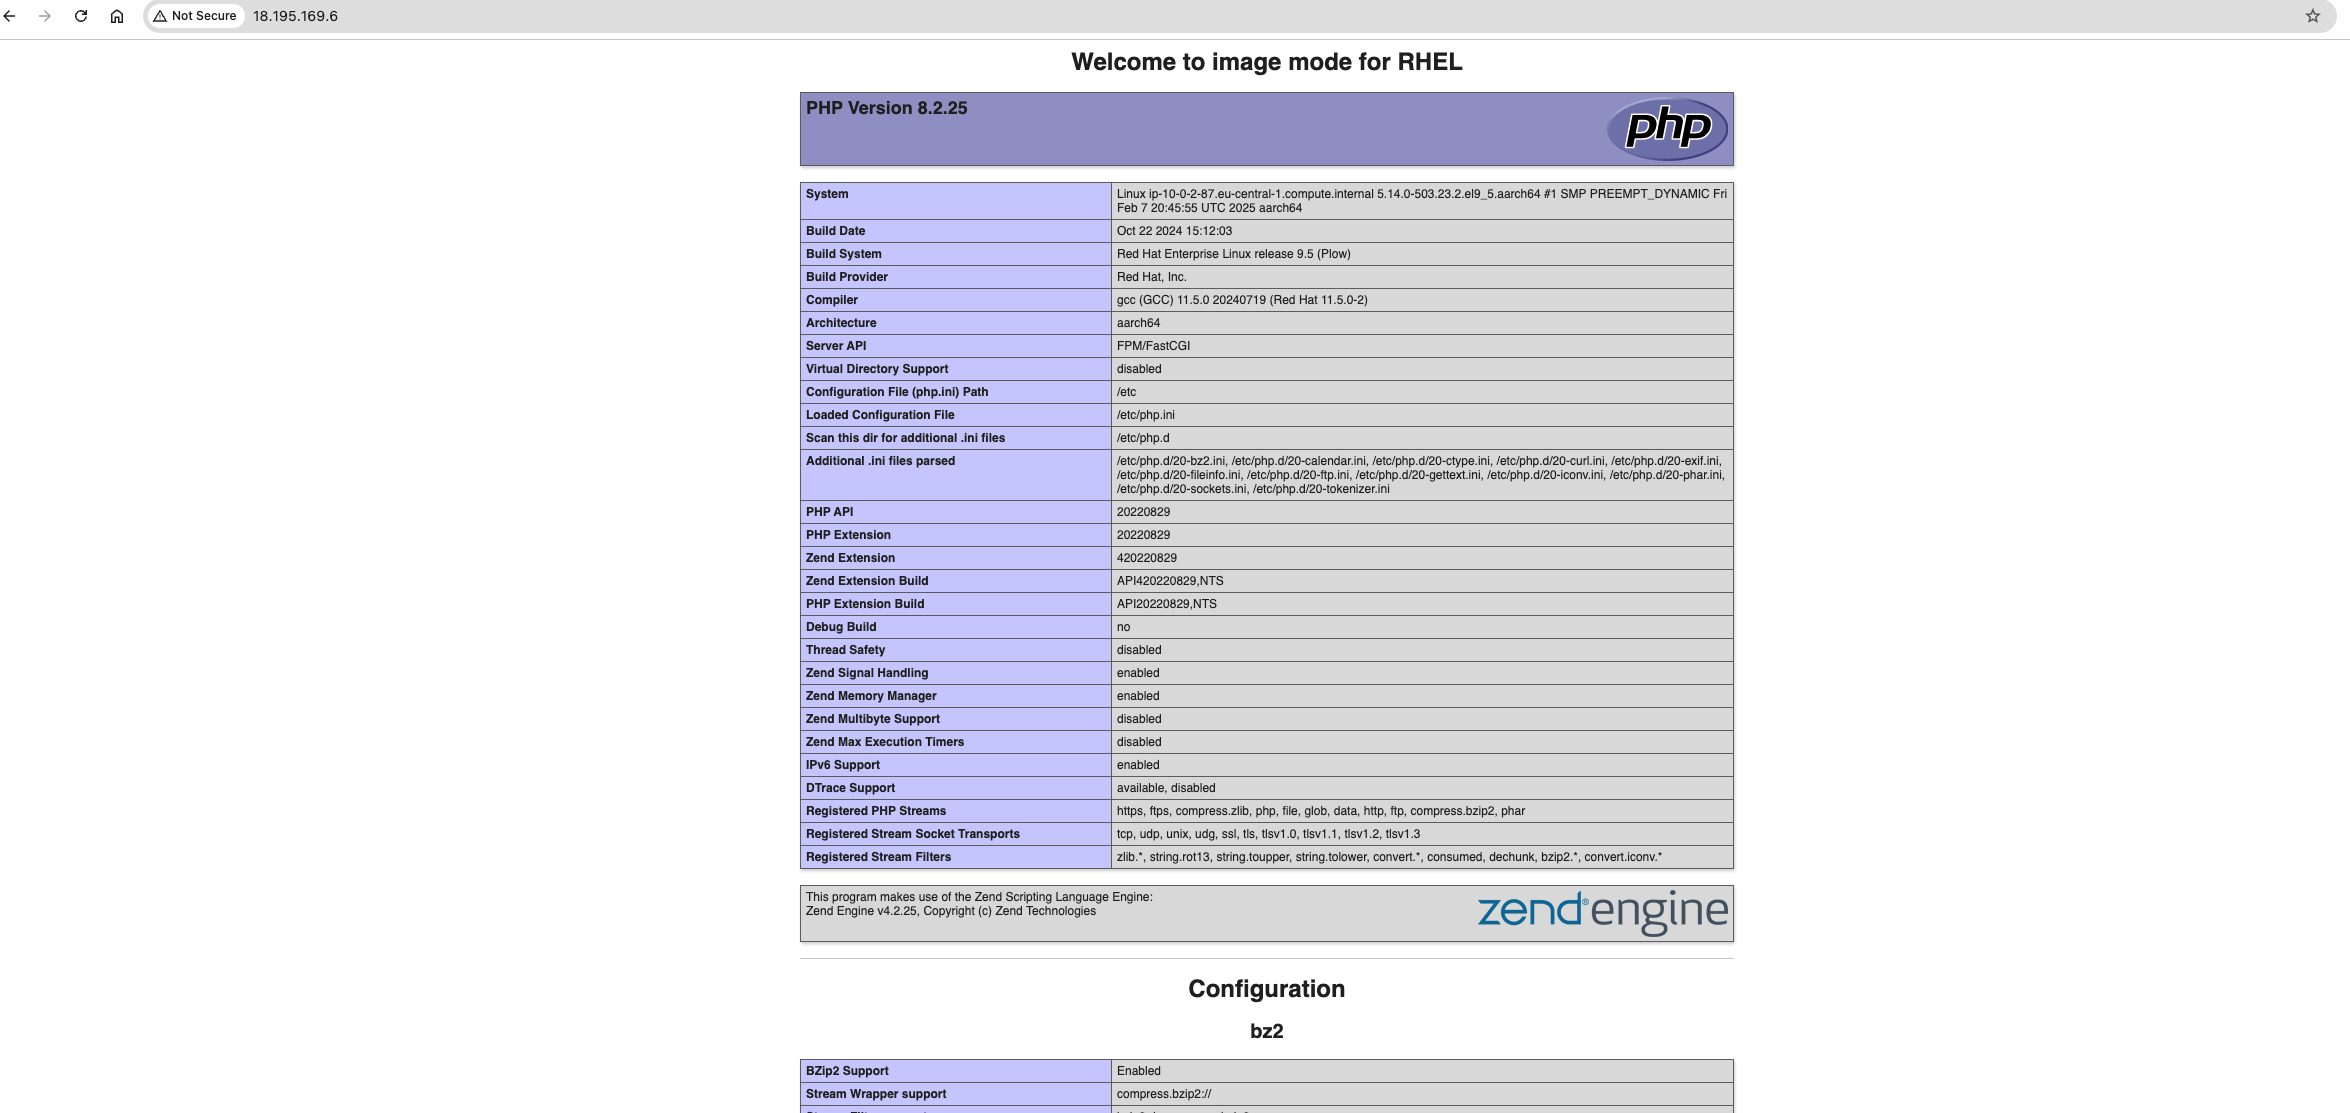 Not Secure 18.195.169.6
Welcome to image mode for RHEL
PHP Version 8.2.25
php
System Linux ip-10-0-2-87.eu-central-1.compute.internal 5.14.0-503.23.2.el9_5.aarch64 #1 SMP PREEMPT_DYNAMIC Fri
Feb 7 20:45:55 UTC 2025 aarch64
Build Date Oct 22 2024 15:12:03
Build System Red Hat Enterprise Linux release 9.5 (Plow)
Build Provider Red Hat, Inc.
Compiler gcc (GCC) 11.5.0 20240719 (Red Hat 11.5.0-2)
Architecture aarch64
Server API FPM/FastCGI
Virtual Directory Support disabled
Configuration File (php.ini) Path /etc
Loaded Configuration File /etc/php.ini
Scan this dir for additional .ini files /etc/php.d
Additional .ini files parsed /etc/php.d/20-bz2.ini, /etc/php.d/20-calendar.ini, /etc/php.d/20-ctype.ini, /etc/php.d/20-curl.ini, /etc/php.d/20-exif.ini,
/etc/php.d/20-fileinfo.ini, /etc/php.d/20-ftp.ini, /etc/php.d/20-gettext.ini, /etc/php.d/20-iconv.ini, /etc/php.d/20-phar.ini,
/etc/php.d/20-sockets.ini, /etc/php.d/20-tokenizer.ini
PHP API 20220829
PHP Extension 20220829
Zend Extension 420220829
Zend Extension Build API420220829,NTS
PHP Extension Build API20220829,NTS
Debug Build no
Thread Safety disabled
Zend Signal Handling enabled
Zend Memory Manager enabled
Zend Multibyte Support disabled
Zend Max Execution Timers disabled
IPv6 Support enabled
DTrace Support available, disabled
Registered PHP Streams https, ftps, compress.zlib, php, file, glob, data, http, ftp, compress.bzip2, phar
Registered Stream Socket Transports tcp, udp, unix, udg, ssl, tls, tlsv1.0, tlsv1.1, tlsv1.2, tlsv1.3
Registered Stream Filters zlib.*, string.rot13, string.toupper, string.tolower, convert.*, consumed, dechunk, bzip2.*, convert.iconv.*
This program makes use of the Zend Scripting Language Engine:
Zend Engine v4.2.25, Copyright (c) Zend Technologies
zend®engine
Configuration
bz2
BZip2 Support Enabled
Stream Wrapper support compress.bzip2://